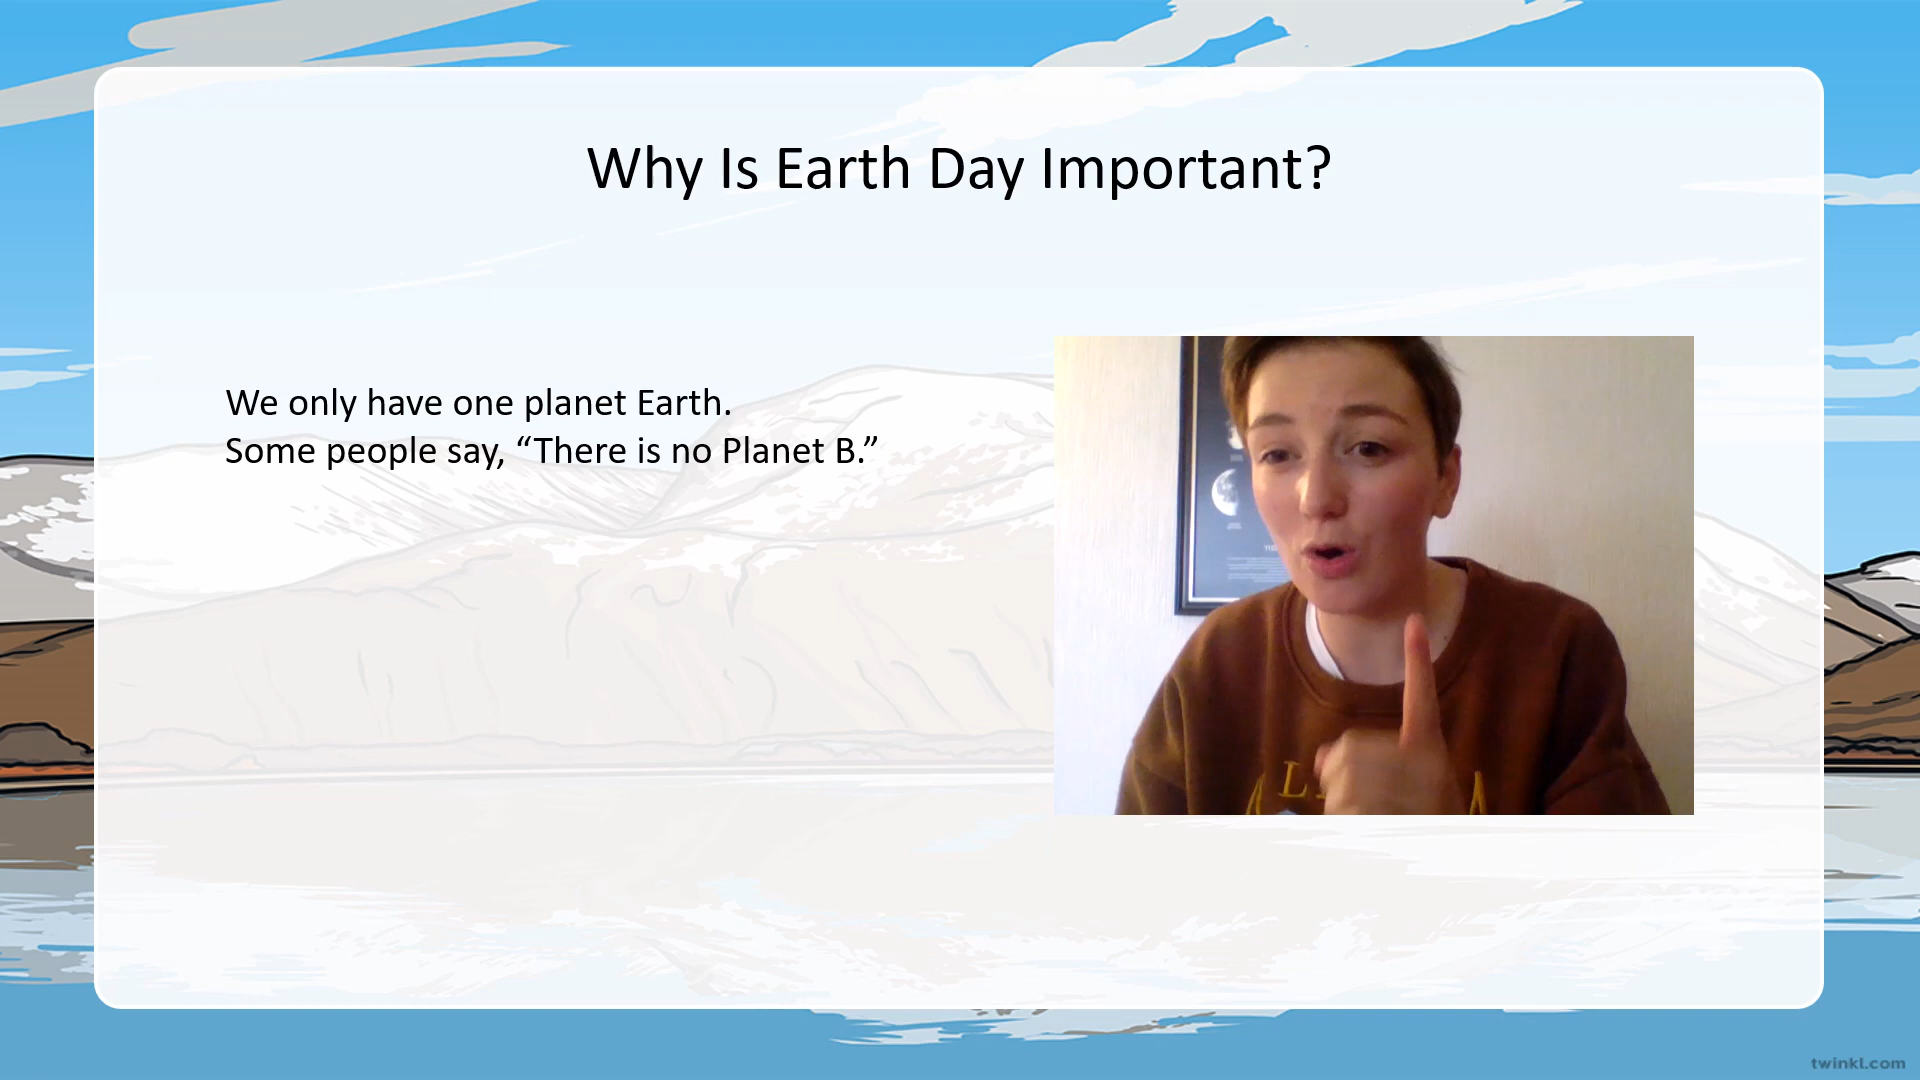 Why Is Earth Day Important?
We only have one planet Earth.
Some people say, “There is no Planet B.”
twinkl.com